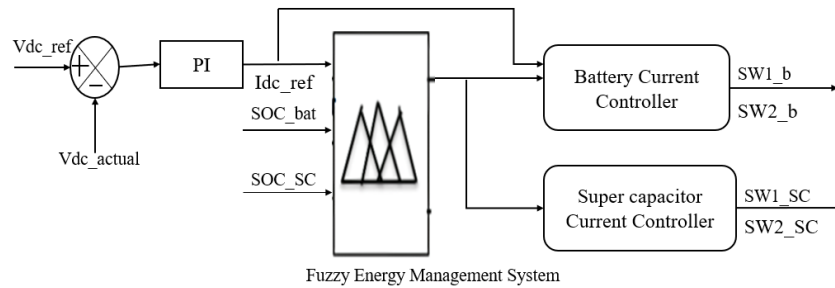 Vdc_ref
+
−
Vdc_actual
PI
Idc_ref
SOC_bat
SOC_SC
Fuzzy Energy Management System
Battery Current
Controller
SW1_b
SW2_b
Super capacitor
Current Controller
SW1_SC
SW2_SC